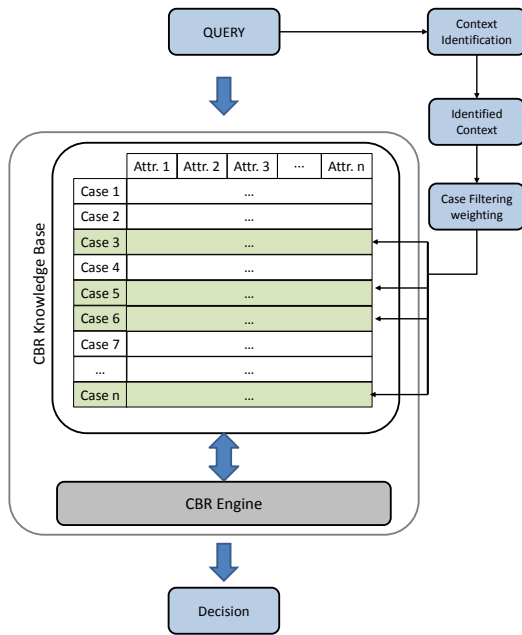 QUERY
Context
Identification
Identified
Context
Case Filtering
weighting
CBR Knowledge Base
Attr. 1 Attr. 2 Attr. 3 ... Attr. n
Case 1 ...
Case 2 ...
Case 3 ...
Case 4 ...
Case 5 ...
Case 6 ...
Case 7 ...
... ...
Case n ...
CBR Engine
Decision